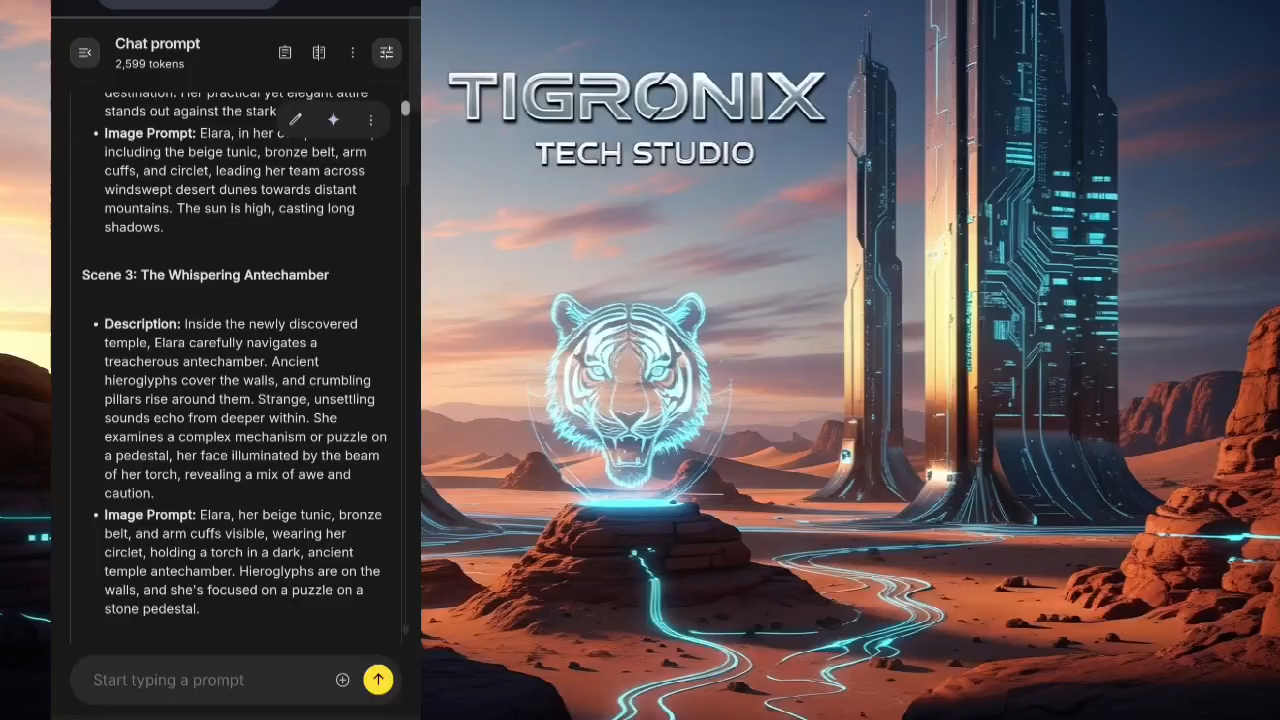 Chat prompt
2,599 tokens
destination. Her practical yet elegant attire
stands out against the stark
• Image Prompt: Elara, in her
including the beige tunic, bronze belt, arm
cuffs, and circlet, leading her team across
windswept desert dunes towards distant
mountains. The sun is high, casting long
shadows.
Scene 3: The Whispering Antechamber
• Description: Inside the newly discovered
temple, Elara carefully navigates a
treacherous antechamber. Ancient
hieroglyphs cover the walls, and crumbling
pillars rise around them. Strange, unsettling
sounds echo from deeper within. She
examines a complex mechanism or puzzle on
a pedestal, her face illuminated by the beam
of her torch, revealing a mix of awe and
caution.
• Image Prompt: Elara, her beige tunic, bronze
belt, and arm cuffs visible, wearing her
circlet, holding a torch in a dark, ancient
temple antechamber. Hieroglyphs are on the
walls, and she's focused on a puzzle on a
stone pedestal.
Start typing a prompt
TIGRONIX
TECH STUDIO